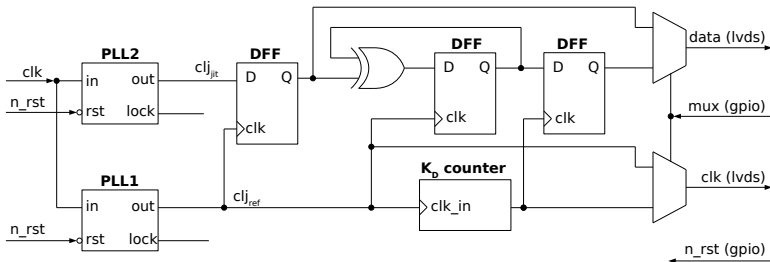 PLL2
clk
in
out
n_rst
rst
lock
clj_jit
DFF
D
Q
clk
DFF
D
Q
clk
DFF
D
Q
clk
data (lvds)
mux (gpio)
PLL1
in
out
n_rst
rst
lock
clj_ref
K_D counter
clk_in
clk (lvds)
n_rst (gpio)